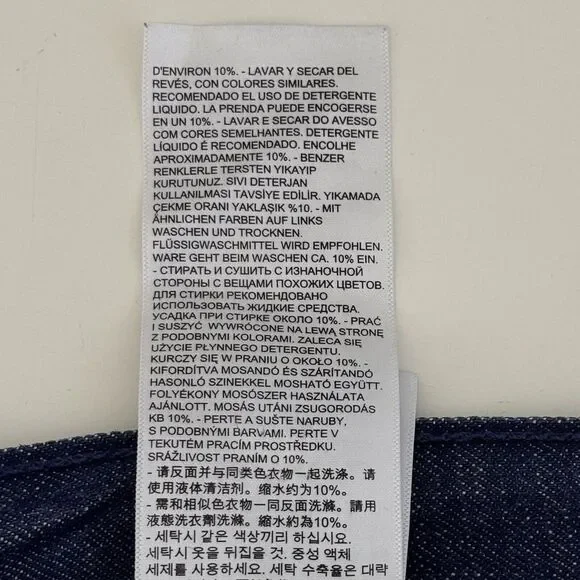 D'ENVIRON 10%. - LAVAR Y SECAR DEL
REVÉS, CON COLORES SIMILARES.
RECOMENDADO EL USO DE DETERGENTE
LIQUIDO. LA PRENDA PUEDE ENCOGERSE
EN UN 10%. - LAVAR E SECAR DO AVESSO
COM CORES SEMELHANTES. DETERGENTE
LÍQUIDO É RECOMENDADO. ENCOLHE
APROXIMADAMENTE 10%. - BENZER
RENKLERLE TERSTEN YIKAYIP
KURUTUNUZ. SIVI DETERJAN
KULLANILMASI TAVSİYE EDİLİR. YIKAMADA
ÇEKME ORANI YAKLAŞIK %10. - MIT
ÄHNLICHEN FARBEN AUF LINKS
WASCHEN UND TROCKNEN.
FLÜSSIGWASCHMITTEL WIRD EMPFOHLEN.
WARE GEHT BEIM WASCHEN CA. 10% EIN.
- СТИРАТЬ И СУШИТЬ С ИЗНАНОЧНОЙ
СТОРОНЫ С ВЕЩАМИ ПОХОЖИХ ЦВЕТОВ.
ДЛЯ СТИРКИ РЕКОМЕНДОВАНО
ИСПОЛЬЗОВАТЬ ЖИДКИЕ СРЕДСТВА.
УСАДКА ПРИ СТИРКЕ ОКОЛО 10%. - PRAĆ
I SUSZYĆ WYWRÓCONE NA LEWĄ STRONĘ
Z PODOBNYMI KOLORAMI. ZALECA SIĘ
UŻYCIE PŁYNNEGO DETERGENTU.
KURCZY SIĘ W PRANIU O OKOŁO 10%. -
KIFORDÍTVA MOSANDÓ ÉS SZÁRÍTANDÓ
HASONLÓ SZINEKKEL MOSHATÓ EGYÜTT.
FOLYÉKONY MOSÓSZER HASZNÁLATA
AJÁNLOTT. MOSÁS UTÁNI ZSUGORODÁS
KB 10%. - PERTE A SUŠTE NARUBY,
S PODOBNÝMI BARVAMI. PERTE V
TEKUTÉM PRACÍM PROSTŘEDKU.
SRÁŽLIVOST PRANÍM O 10%.
- 请反面并与同类色衣物一起洗涤。请
使用液体清洁剂。缩水约为10%。
- 需和相似色衣物一同反面洗滌。請用
液態洗衣劑洗滌。縮水約為10%。
- 세탁시 같은 색상끼리 하십시요.
세탁시 옷을 뒤집을 것. 중성 액체
세제를 사용하세요. 세탁 수축율은 대략